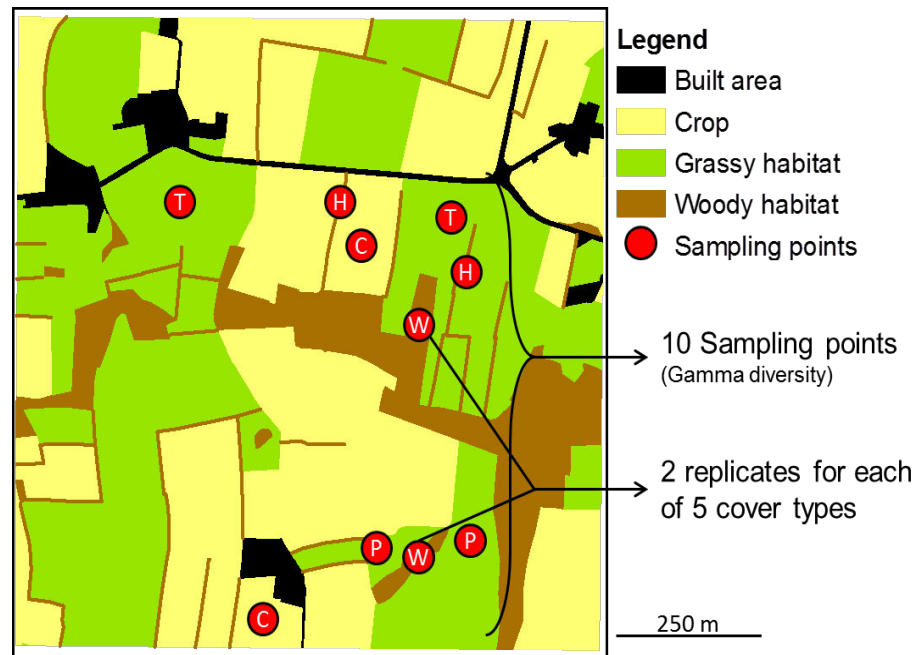 Legend
Built area
Crop
Grassy habitat
Woody habitat
Sampling points
T
H
T
C
H
W
10 Sampling points
(Gamma diversity)
2 replicates for each
of 5 cover types
P
W
P
C
250 m